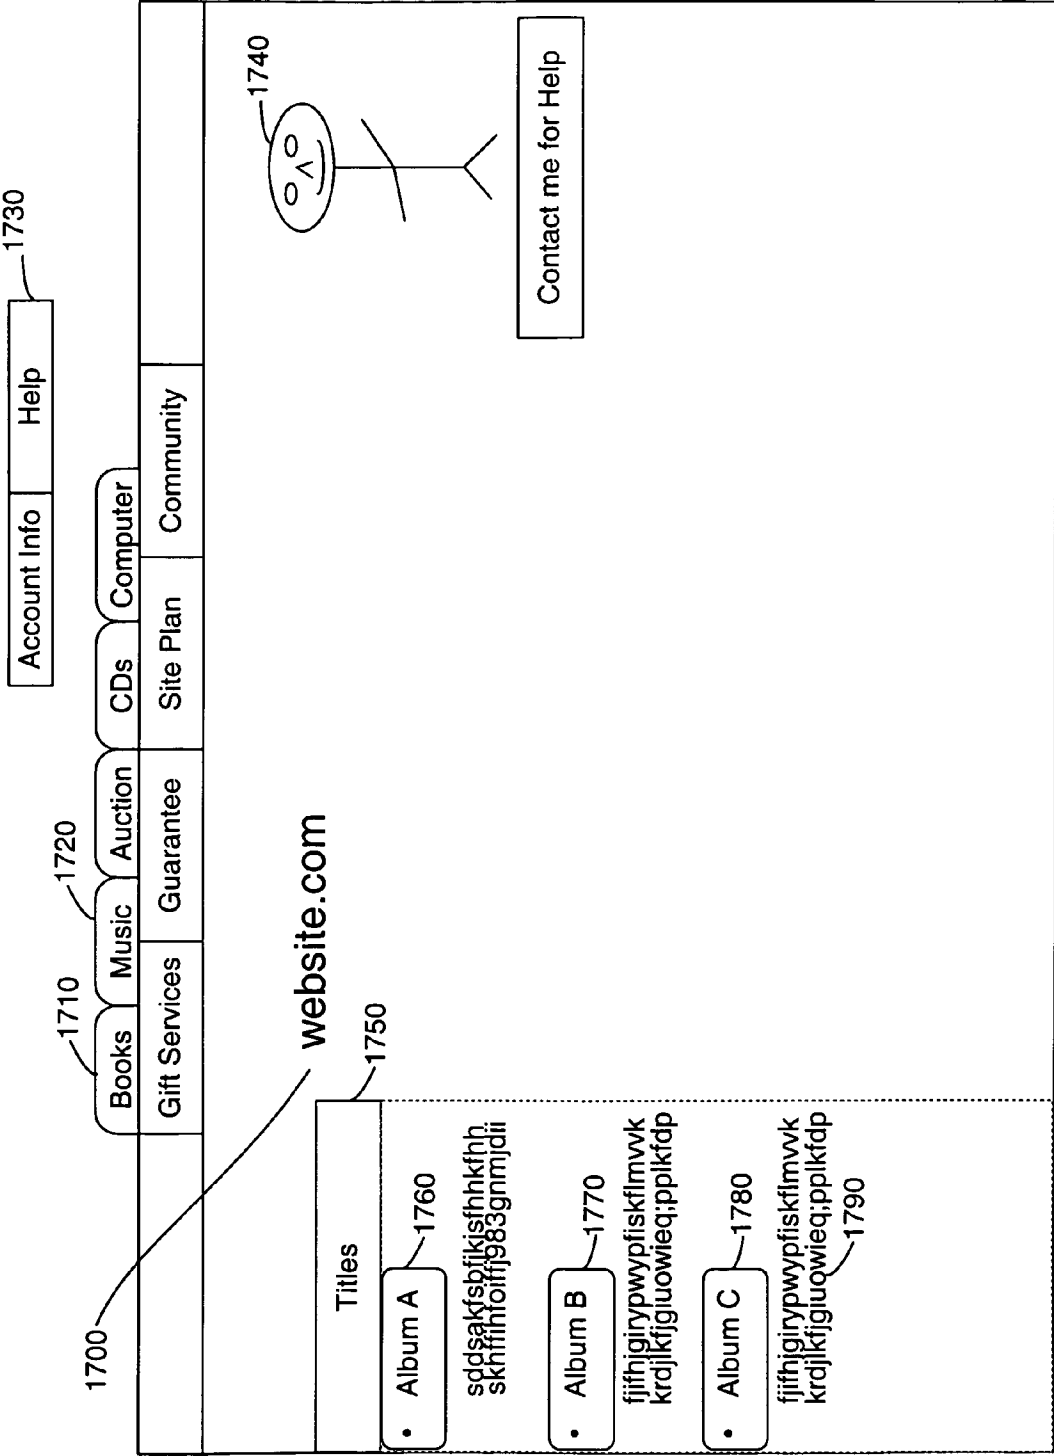 Account Info
Help
1730
1710
1720
Books
Music
Auction
CDs
Computer
Gift Services
Guarantee
Site Plan
Community
1700
website.com
1740
Contact me for Help
Titles
1750
• Album A
1760
sddsakfsbfjkjsfhhkfhh
skhffihfoiffj983gnmjdii
• Album B
1770
fjifhjgirypwypfiskflmvvk
krdjlkfjgiuowieq;pplkfdp
• Album C
1780
fjifhjgirypwypfiskflmvvk
krdjlkfjgiuowieq;pplkfdp
1790